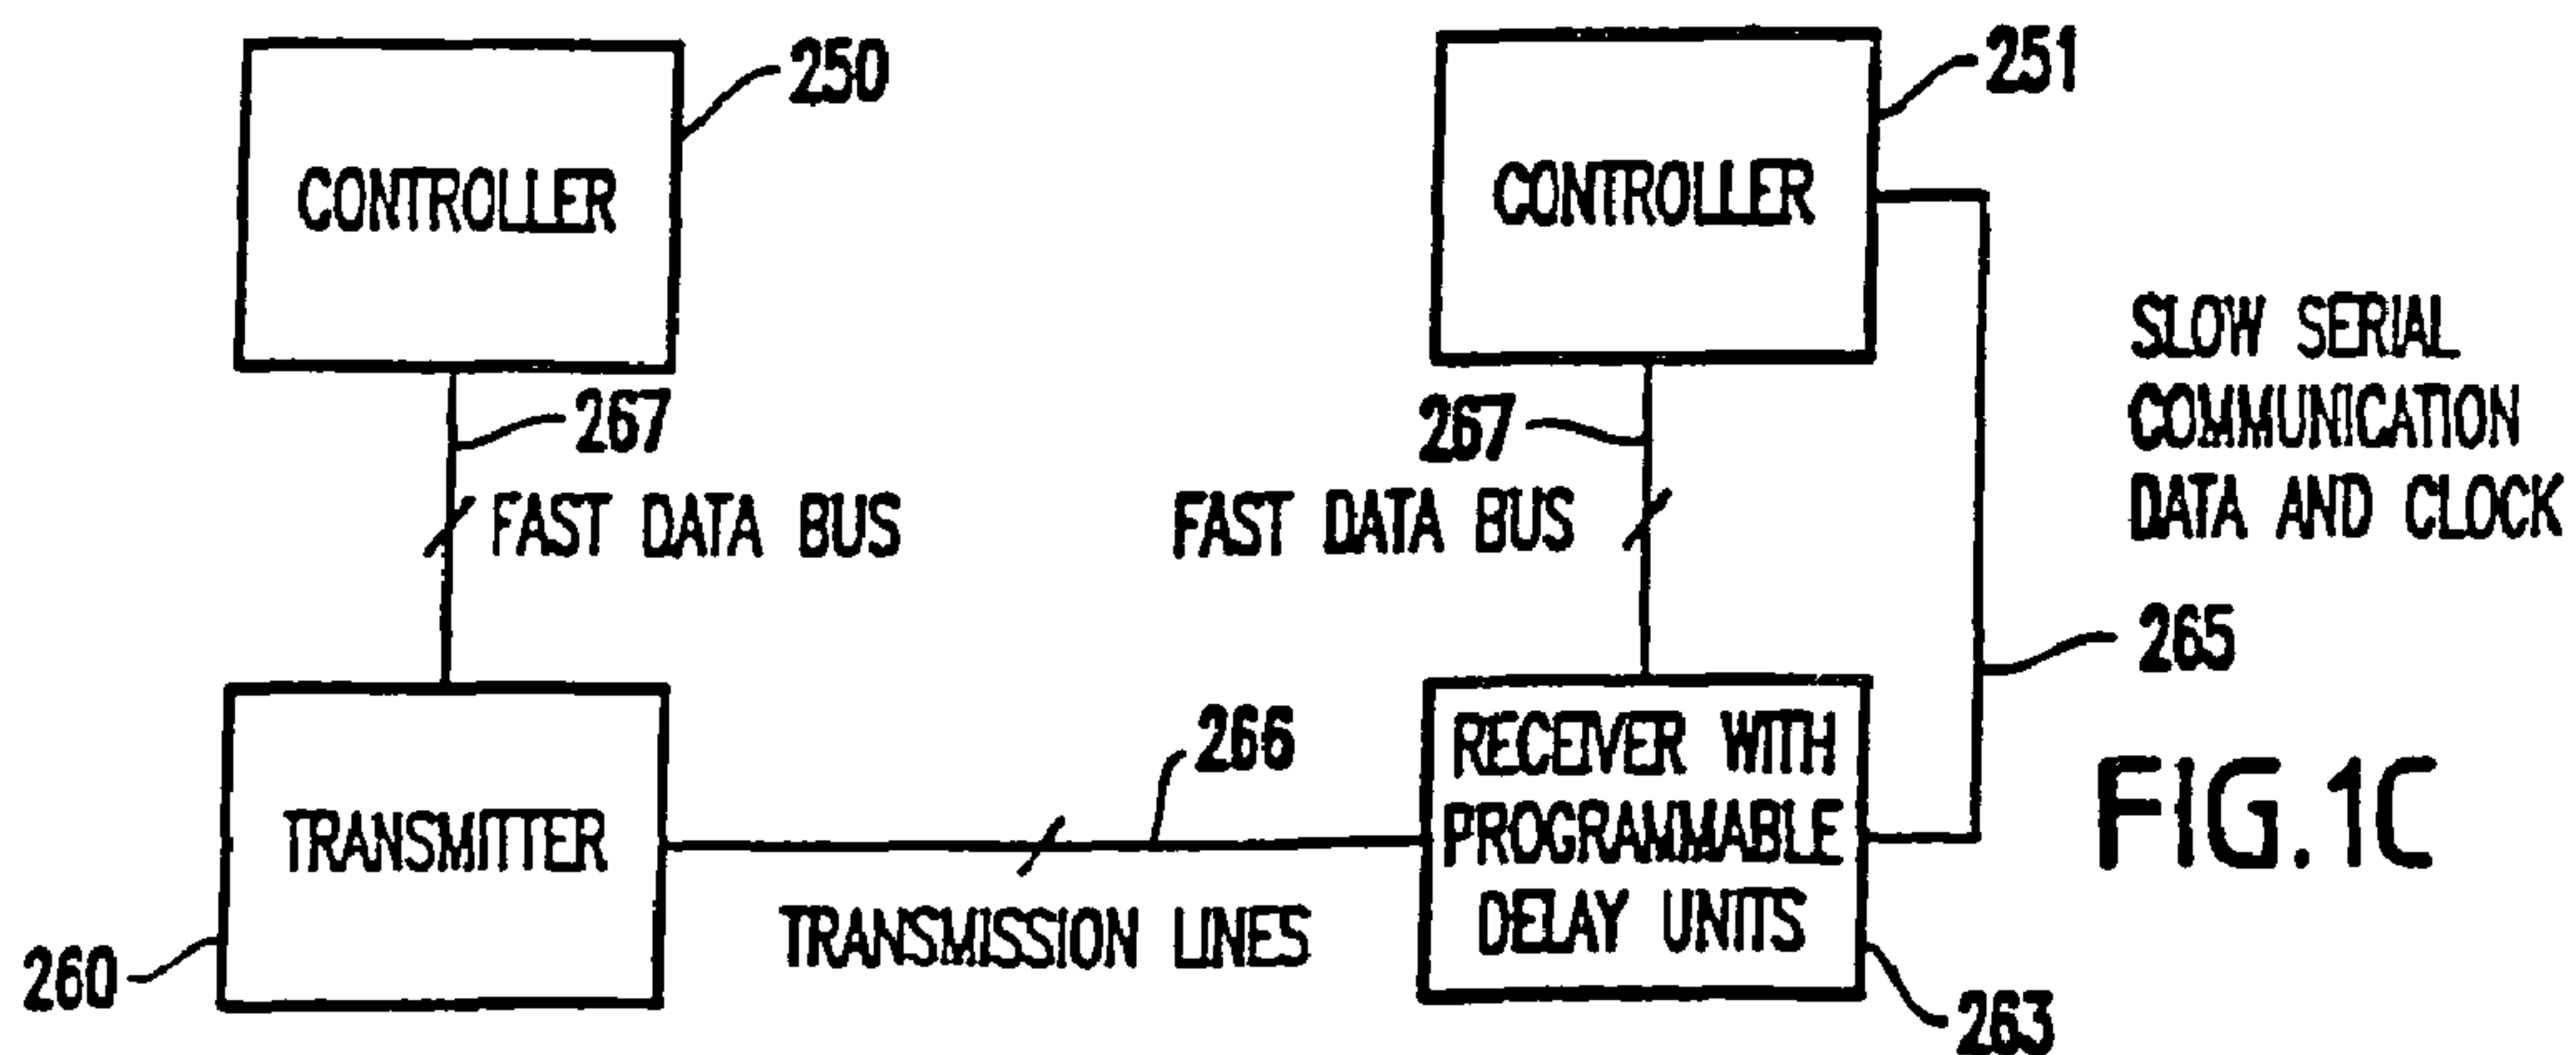 250
CONTROLLER
251
CONTROLLER
267
FAST DATA BUS
267
FAST DATA BUS
SLOW SERIAL
COMMUNICATION
DATA AND CLOCK
265
TRANSMITTER
260
266
TRANSMISSION LINES
RECEIVER WITH
PROGRAMMABLE
DELAY UNITS
263
FIG.1C